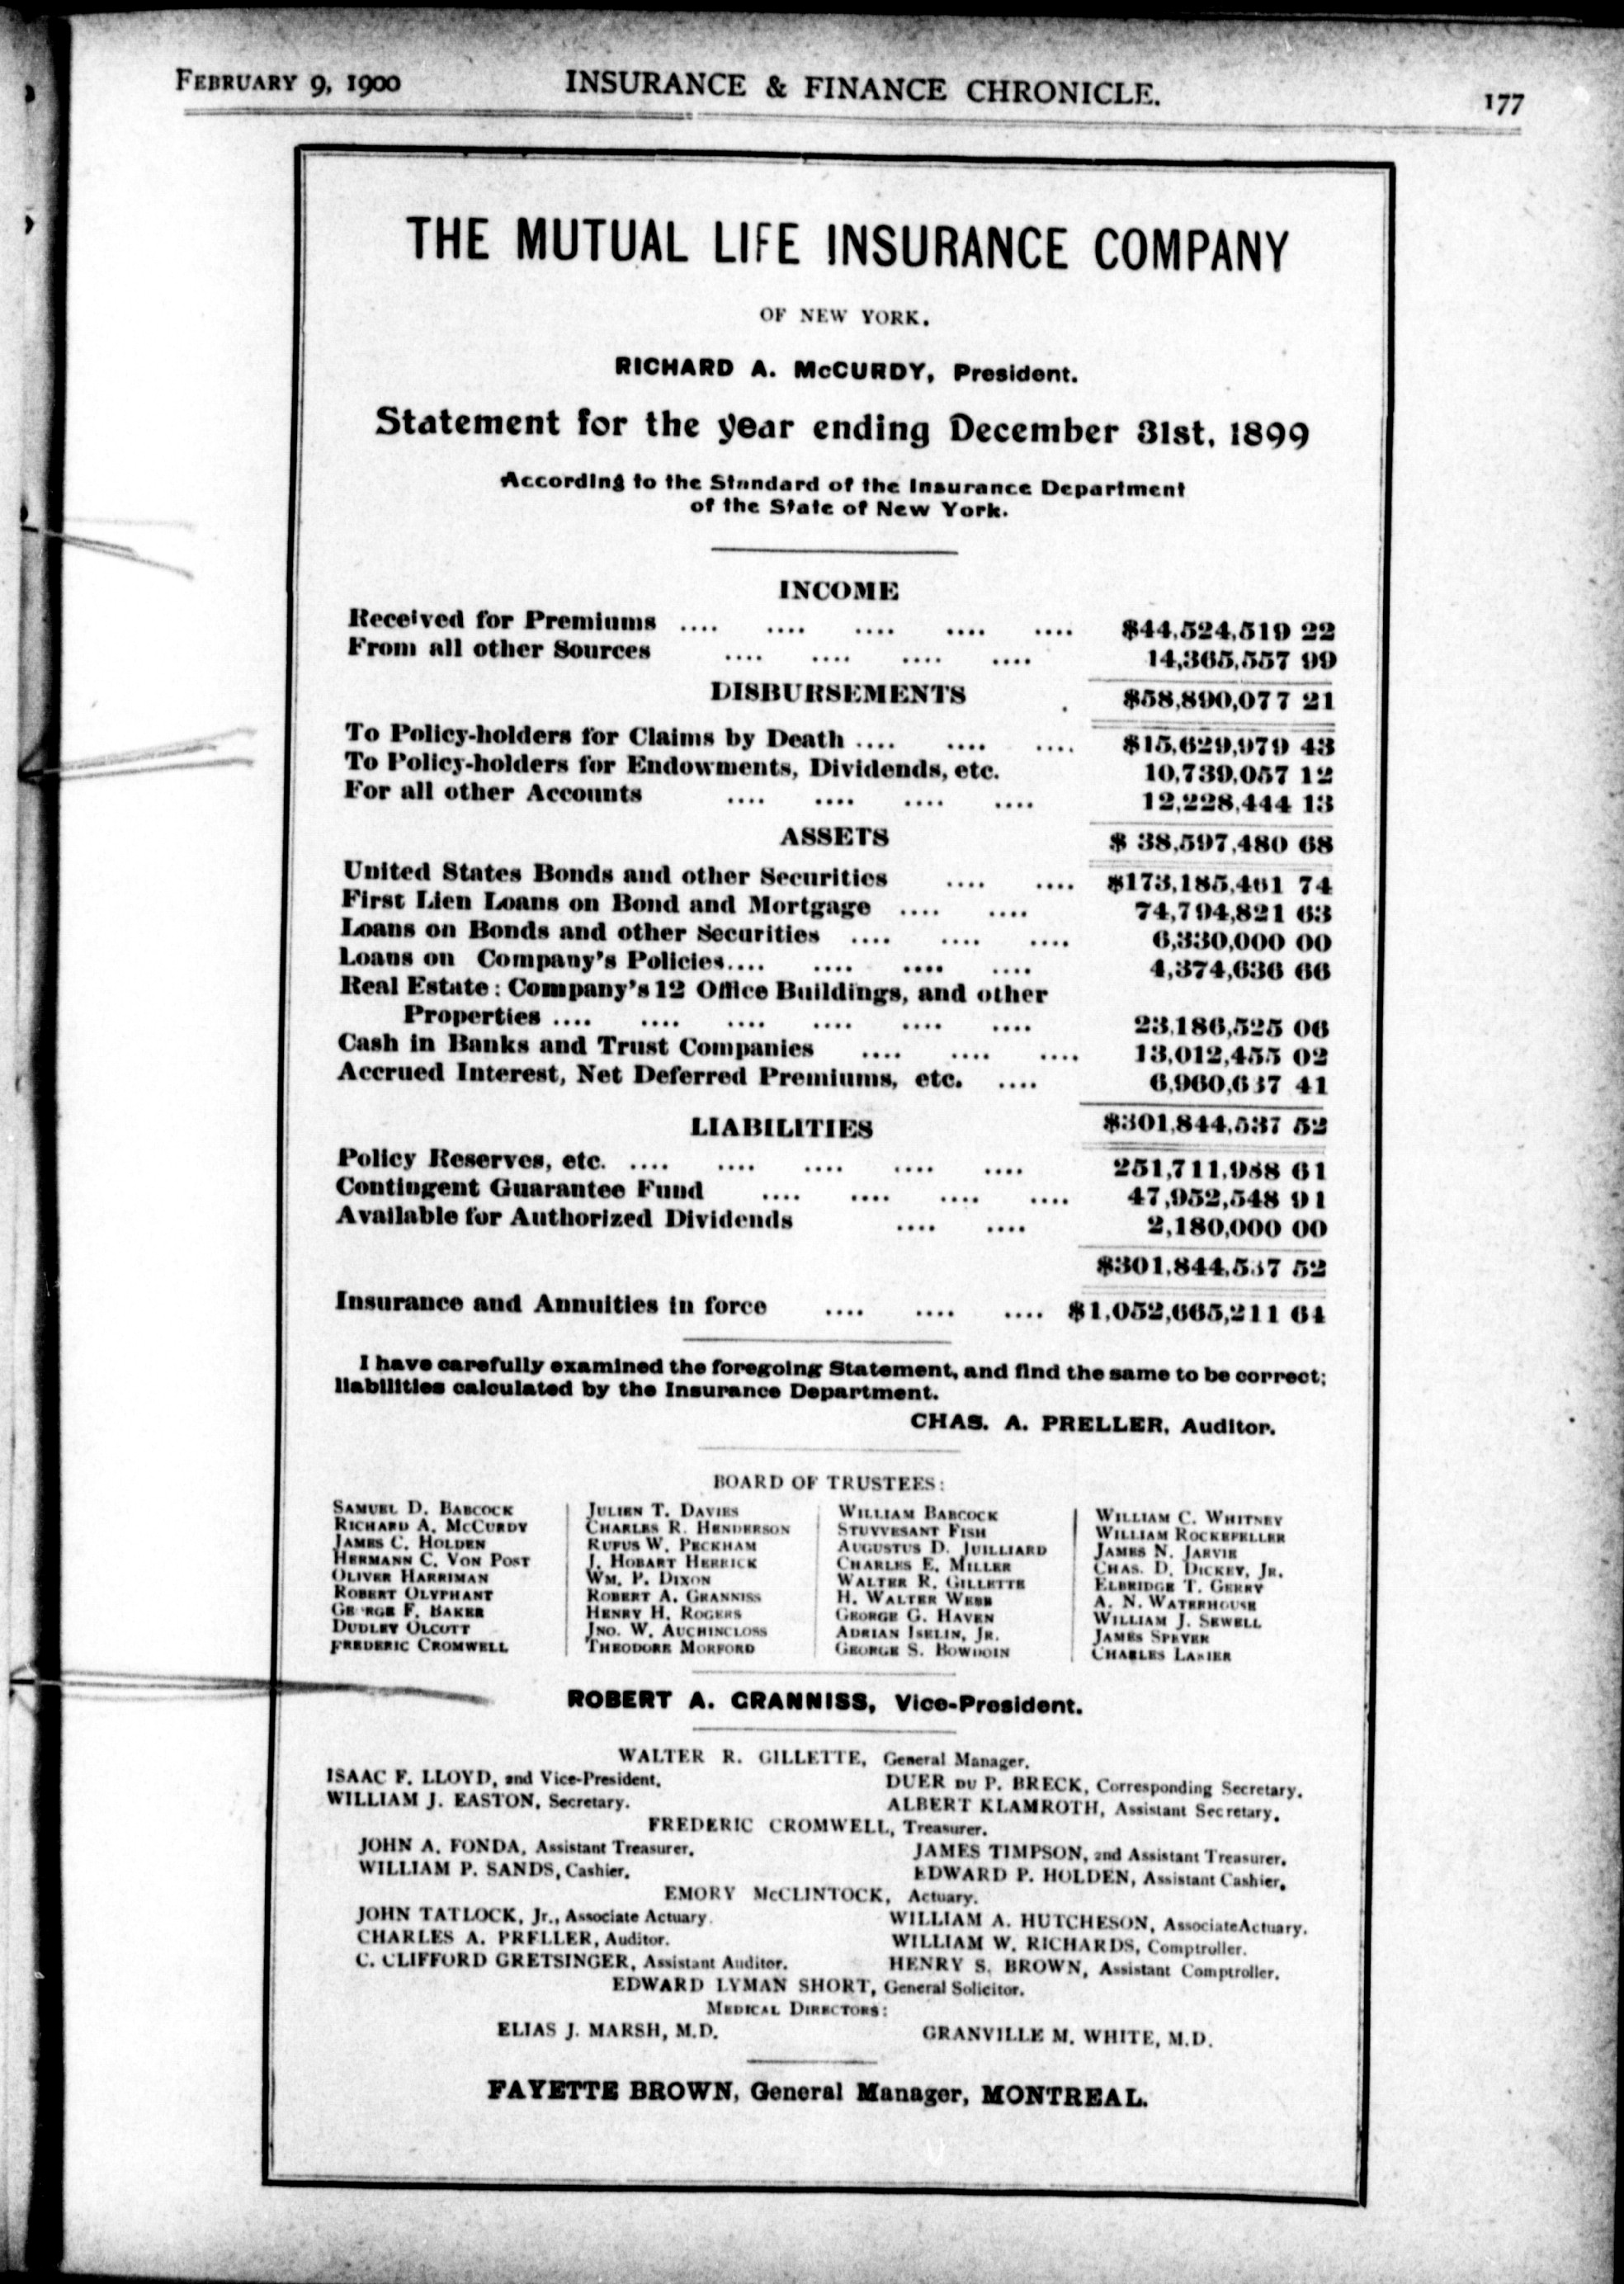 FEBRUARY 9, 1900 INSURANCE & FINANCE CHRONICLE. 177
THE MUTUAL LIFE INSURANCE COMPANY
OF NEW YORK.
RICHARD A. McCURDY, President.
Statement for the year ending December 31st, 1899
According to the Standard of the Insurance Department
of the State of New York.
INCOME
Received for Premiums .... .... .... .... .... $44,524,519 22
From all other Sources .... .... .... .... 14,365,557 99
DISBURSEMENTS $58,890,077 21
To Policy-holders for Claims by Death .... .... .... $15,629,979 43
To Policy-holders for Endowments, Dividends, etc. 10,739,057 12
For all other Accounts .... .... .... .... 12,228,444 13
ASSETS $ 38,597,480 68
United States Bonds and other Securities .... .... $173,185,461 74
First Lien Loans on Bond and Mortgage .... .... 74,794,821 63
Loans on Bonds and other Securities .... .... .... 6,330,000 00
Loans on Company's Policies.... .... .... .... 4,374,636 66
Real Estate: Company's 12 Office Buildings, and other
Properties .... .... .... .... .... .... 23,186,525 06
Cash in Banks and Trust Companies .... .... .... 13,012,455 02
Accrued Interest, Net Deferred Premiums, etc. .... 6,960,637 41
LIABILITIES $301,844,537 52
Policy Reserves, etc. .... .... .... .... .... 251,711,988 61
Contingent Guarantee Fund .... .... .... .... 47,952,548 91
Available for Authorized Dividends .... .... 2,180,000 00
$301,844,537 52
Insurance and Annuities in force .... .... .... $1,052,665,211 64
I have carefully examined the foregoing Statement, and find the same to be correct;
liabilities calculated by the Insurance Department.
CHAS. A. PRELLER, Auditor.
BOARD OF TRUSTEES:
SAMUEL D. BABCOCK
RICHARD A. McCURDY
JAMES C. HOLDEN
HERMANN C. VON POST
OLIVER HARRIMAN
ROBERT OLYPHANT
GEORGE F. BAKER
DUDLEY OLCOTT
FREDERIC CROMWELL
JULIEN T. DAVIES
CHARLES R. HENDERSON
RUFUS W. PECKHAM
J. HOBART HERRICK
WM. P. DIXON
ROBERT A. GRANNISS
HENRY H. ROGERS
JNO. W. AUCHINCLOSS
THEODORE MORFORD
WILLIAM BABCOCK
STUYVESANT FISH
AUGUSTUS D. JUILLIARD
CHARLES E. MILLER
WALTER R. GILLETTE
H. WALTER WEBB
GEORGE G. HAVEN
ADRIAN ISELIN, JR.
GEORGE S. BOWDOIN
WILLIAM C. WHITNEY
WILLIAM ROCKEFELLER
JAMES N. JARVIE
CHAS. D. DICKEY, JR.
ELBRIDGE T. GERRY
A. N. WATERHOUSE
WILLIAM J. SEWELL
JAMES SPEYER
CHARLES LANIER
ROBERT A. GRANNISS, Vice-President.
WALTER R. GILLETTE, General Manager.
ISAAC F. LLOYD, 2nd Vice-President. DUER DU P. BRECK, Corresponding Secretary.
WILLIAM J. EASTON, Secretary. ALBERT KLAMROTH, Assistant Secretary.
FREDERIC CROMWELL, Treasurer.
JOHN A. FONDA, Assistant Treasurer. JAMES TIMPSON, 2nd Assistant Treasurer.
WILLIAM P. SANDS, Cashier. EDWARD P. HOLDEN, Assistant Cashier.
EMORY McCLINTOCK, Actuary.
JOHN TATLOCK, Jr., Associate Actuary. WILLIAM A. HUTCHESON, Associate Actuary.
CHARLES A. PRELLER, Auditor. WILLIAM W. RICHARDS, Comptroller.
C. CLIFFORD GRETSINGER, Assistant Auditor. HENRY S. BROWN, Assistant Comptroller.
EDWARD LYMAN SHORT, General Solicitor.
MEDICAL DIRECTORS:
ELIAS J. MARSH, M.D. GRANVILLE M. WHITE, M.D.
FAYETTE BROWN, General Manager, MONTREAL.